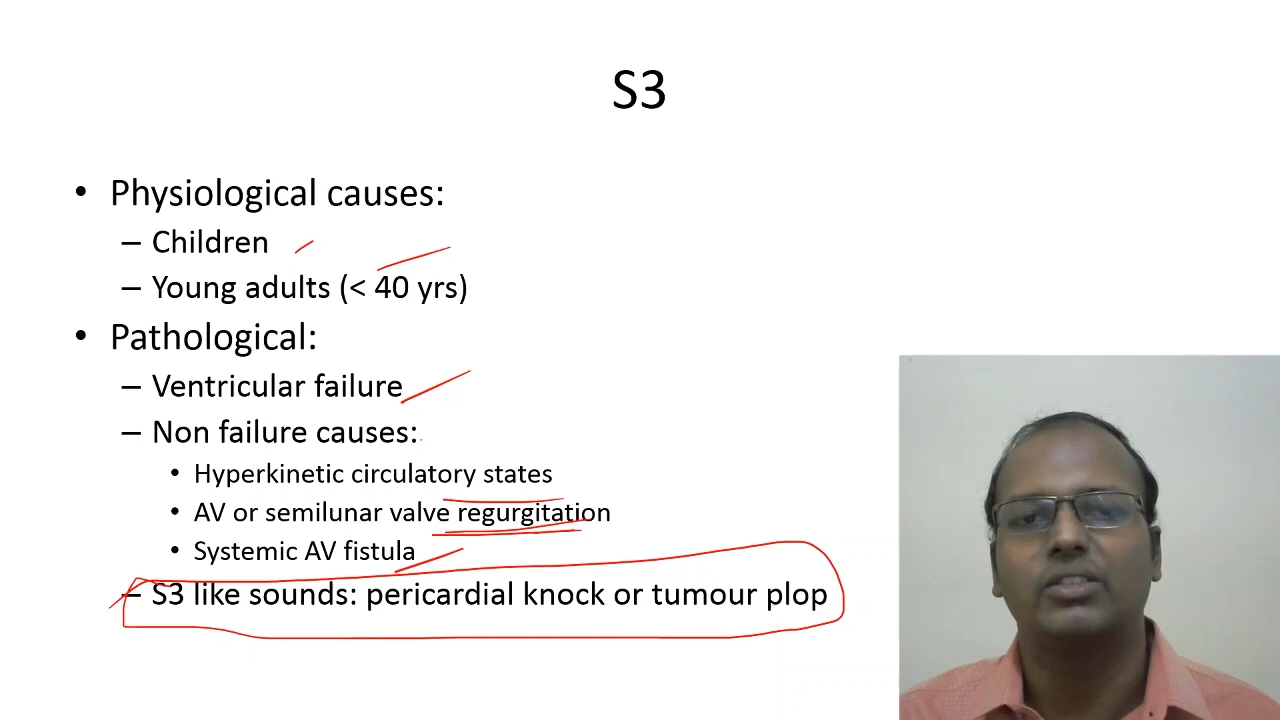 S3
• Physiological causes:
– Children
– Young adults (< 40 yrs)
• Pathological:
– Ventricular failure
– Non failure causes:
• Hyperkinetic circulatory states
• AV or semilunar valve regurgitation
• Systemic AV fistula
– S3 like sounds: pericardial knock or tumour plop